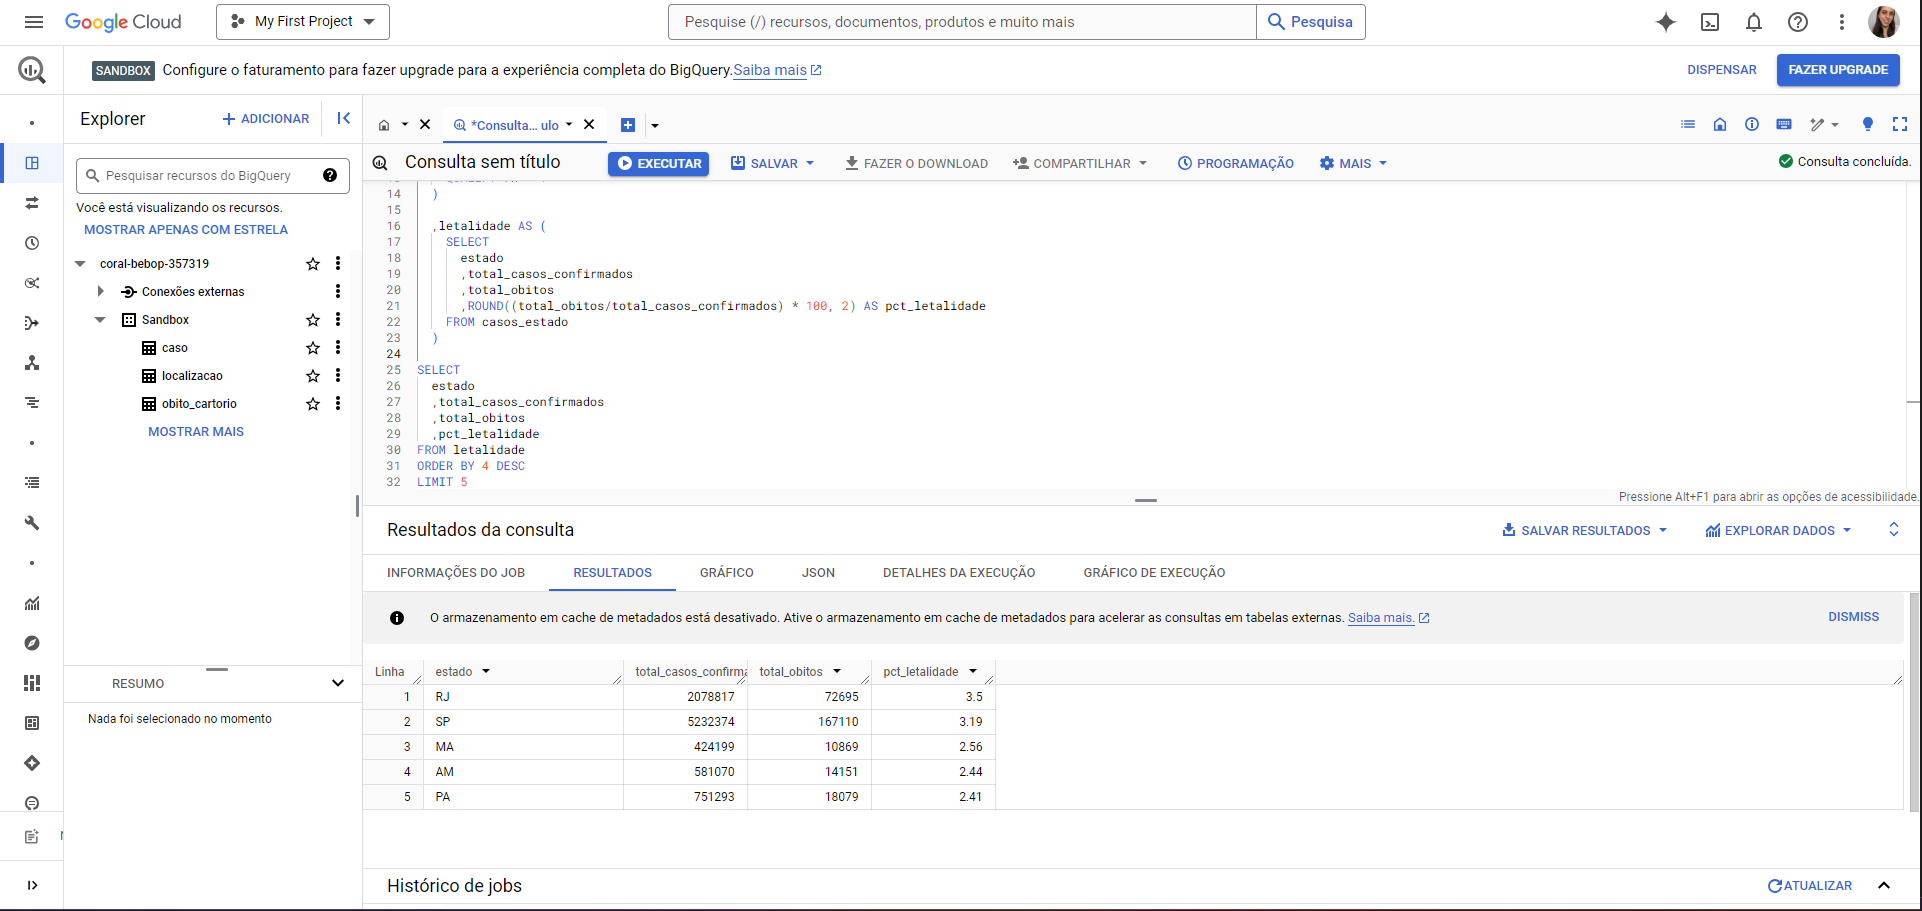 Google Cloud
My First Project
Pesquise (/) recursos, documentos, produtos e muito mais
Pesquisa
SANDBOX Configure o faturamento para fazer upgrade para a experiência completa do BigQuery. Saiba mais
DISPENSAR
FAZER UPGRADE
Explorer
+ ADICIONAR
Pesquisar recursos do BigQuery
Você está visualizando os recursos.
MOSTRAR APENAS COM ESTRELA
coral-bebop-357319
Conexões externas
Sandbox
caso
localizacao
obito_cartorio
MOSTRAR MAIS
RESUMO
Nada foi selecionado no momento
*Consulta... ulo
Consulta sem título
EXECUTAR
SALVAR
FAZER O DOWNLOAD
COMPARTILHAR
PROGRAMAÇÃO
MAIS
Consulta concluída.
14 )
15
16 ,letalidade AS (
17 SELECT
18 estado
19 ,total_casos_confirmados
20 ,total_obitos
21 ,ROUND((total_obitos/total_casos_confirmados) * 100, 2) AS pct_letalidade
22 FROM casos_estado
23 )
24
25 SELECT
26 estado
27 ,total_casos_confirmados
28 ,total_obitos
29 ,pct_letalidade
30 FROM letalidade
31 ORDER BY 4 DESC
32 LIMIT 5
Pressione Alt+F1 para abrir as opções de acessibilidade.
Resultados da consulta
SALVAR RESULTADOS
EXPLORAR DADOS
INFORMAÇÕES DO JOB
RESULTADOS
GRÁFICO
JSON
DETALHES DA EXECUÇÃO
GRÁFICO DE EXECUÇÃO
O armazenamento em cache de metadados está desativado. Ative o armazenamento em cache de metadados para acelerar as consultas em tabelas externas. Saiba mais.
DISMISS
Linha estado total_casos_confirma total_obitos pct_letalidade
1 RJ 2078817 72695 3.5
2 SP 5232374 167110 3.19
3 MA 424199 10869 2.56
4 AM 581070 14151 2.44
5 PA 751293 18079 2.41
Histórico de jobs
ATUALIZAR